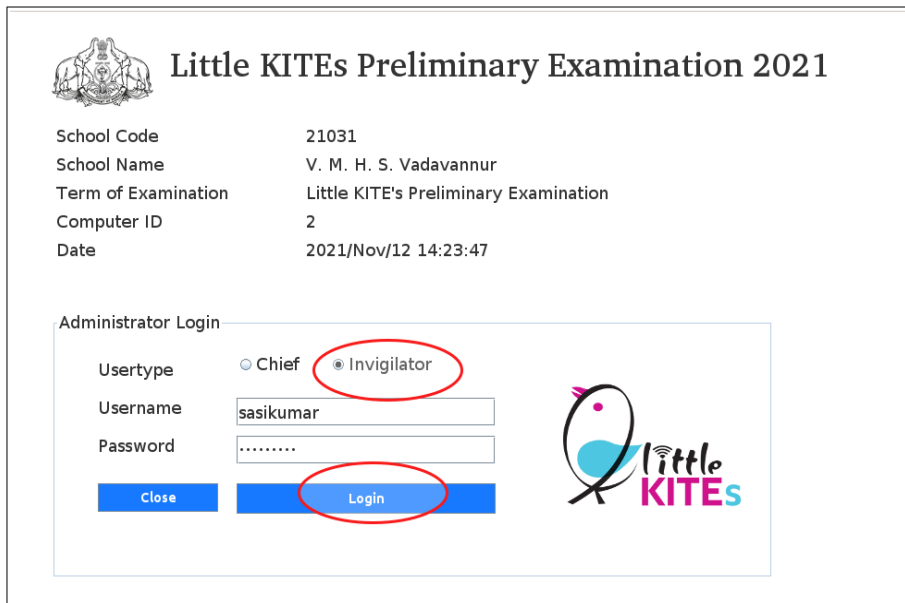 Little KITEs Preliminary Examination 2021
School Code 21031
School Name V. M. H. S. Vadavannur
Term of Examination Little KITE's Preliminary Examination
Computer ID 2
Date 2021/Nov/12 14:23:47
Administrator Login
Usertype Chief Invigilator
Username sasikumar
Password .........
Close Login
little
KITEs